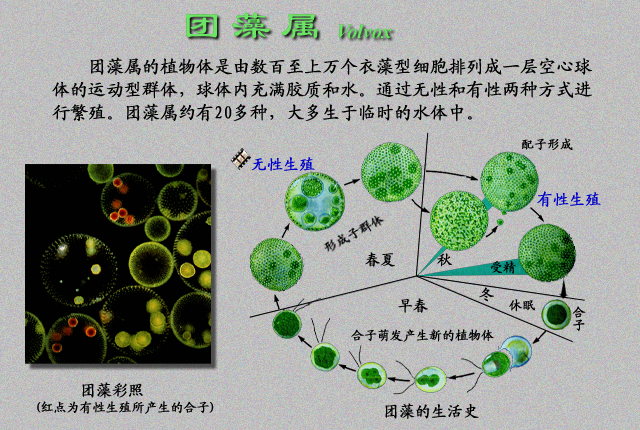 团藻属 Volvox
团藻属的植物体是由数百至上万个衣藻型细胞排列成一层空心球
体的运动型群体，球体内充满胶质和水。通过无性和有性两种方式进
行繁殖。团藻属约有20多种，大多生于临时的水体中。
配子形成
无性生殖
有性生殖
形成子群体
春夏
秋
受精
冬
休眠
合子
早春
合子萌发产生新的植物体
团藻彩照
(红点为有性生殖所产生的合子)
团藻的生活史